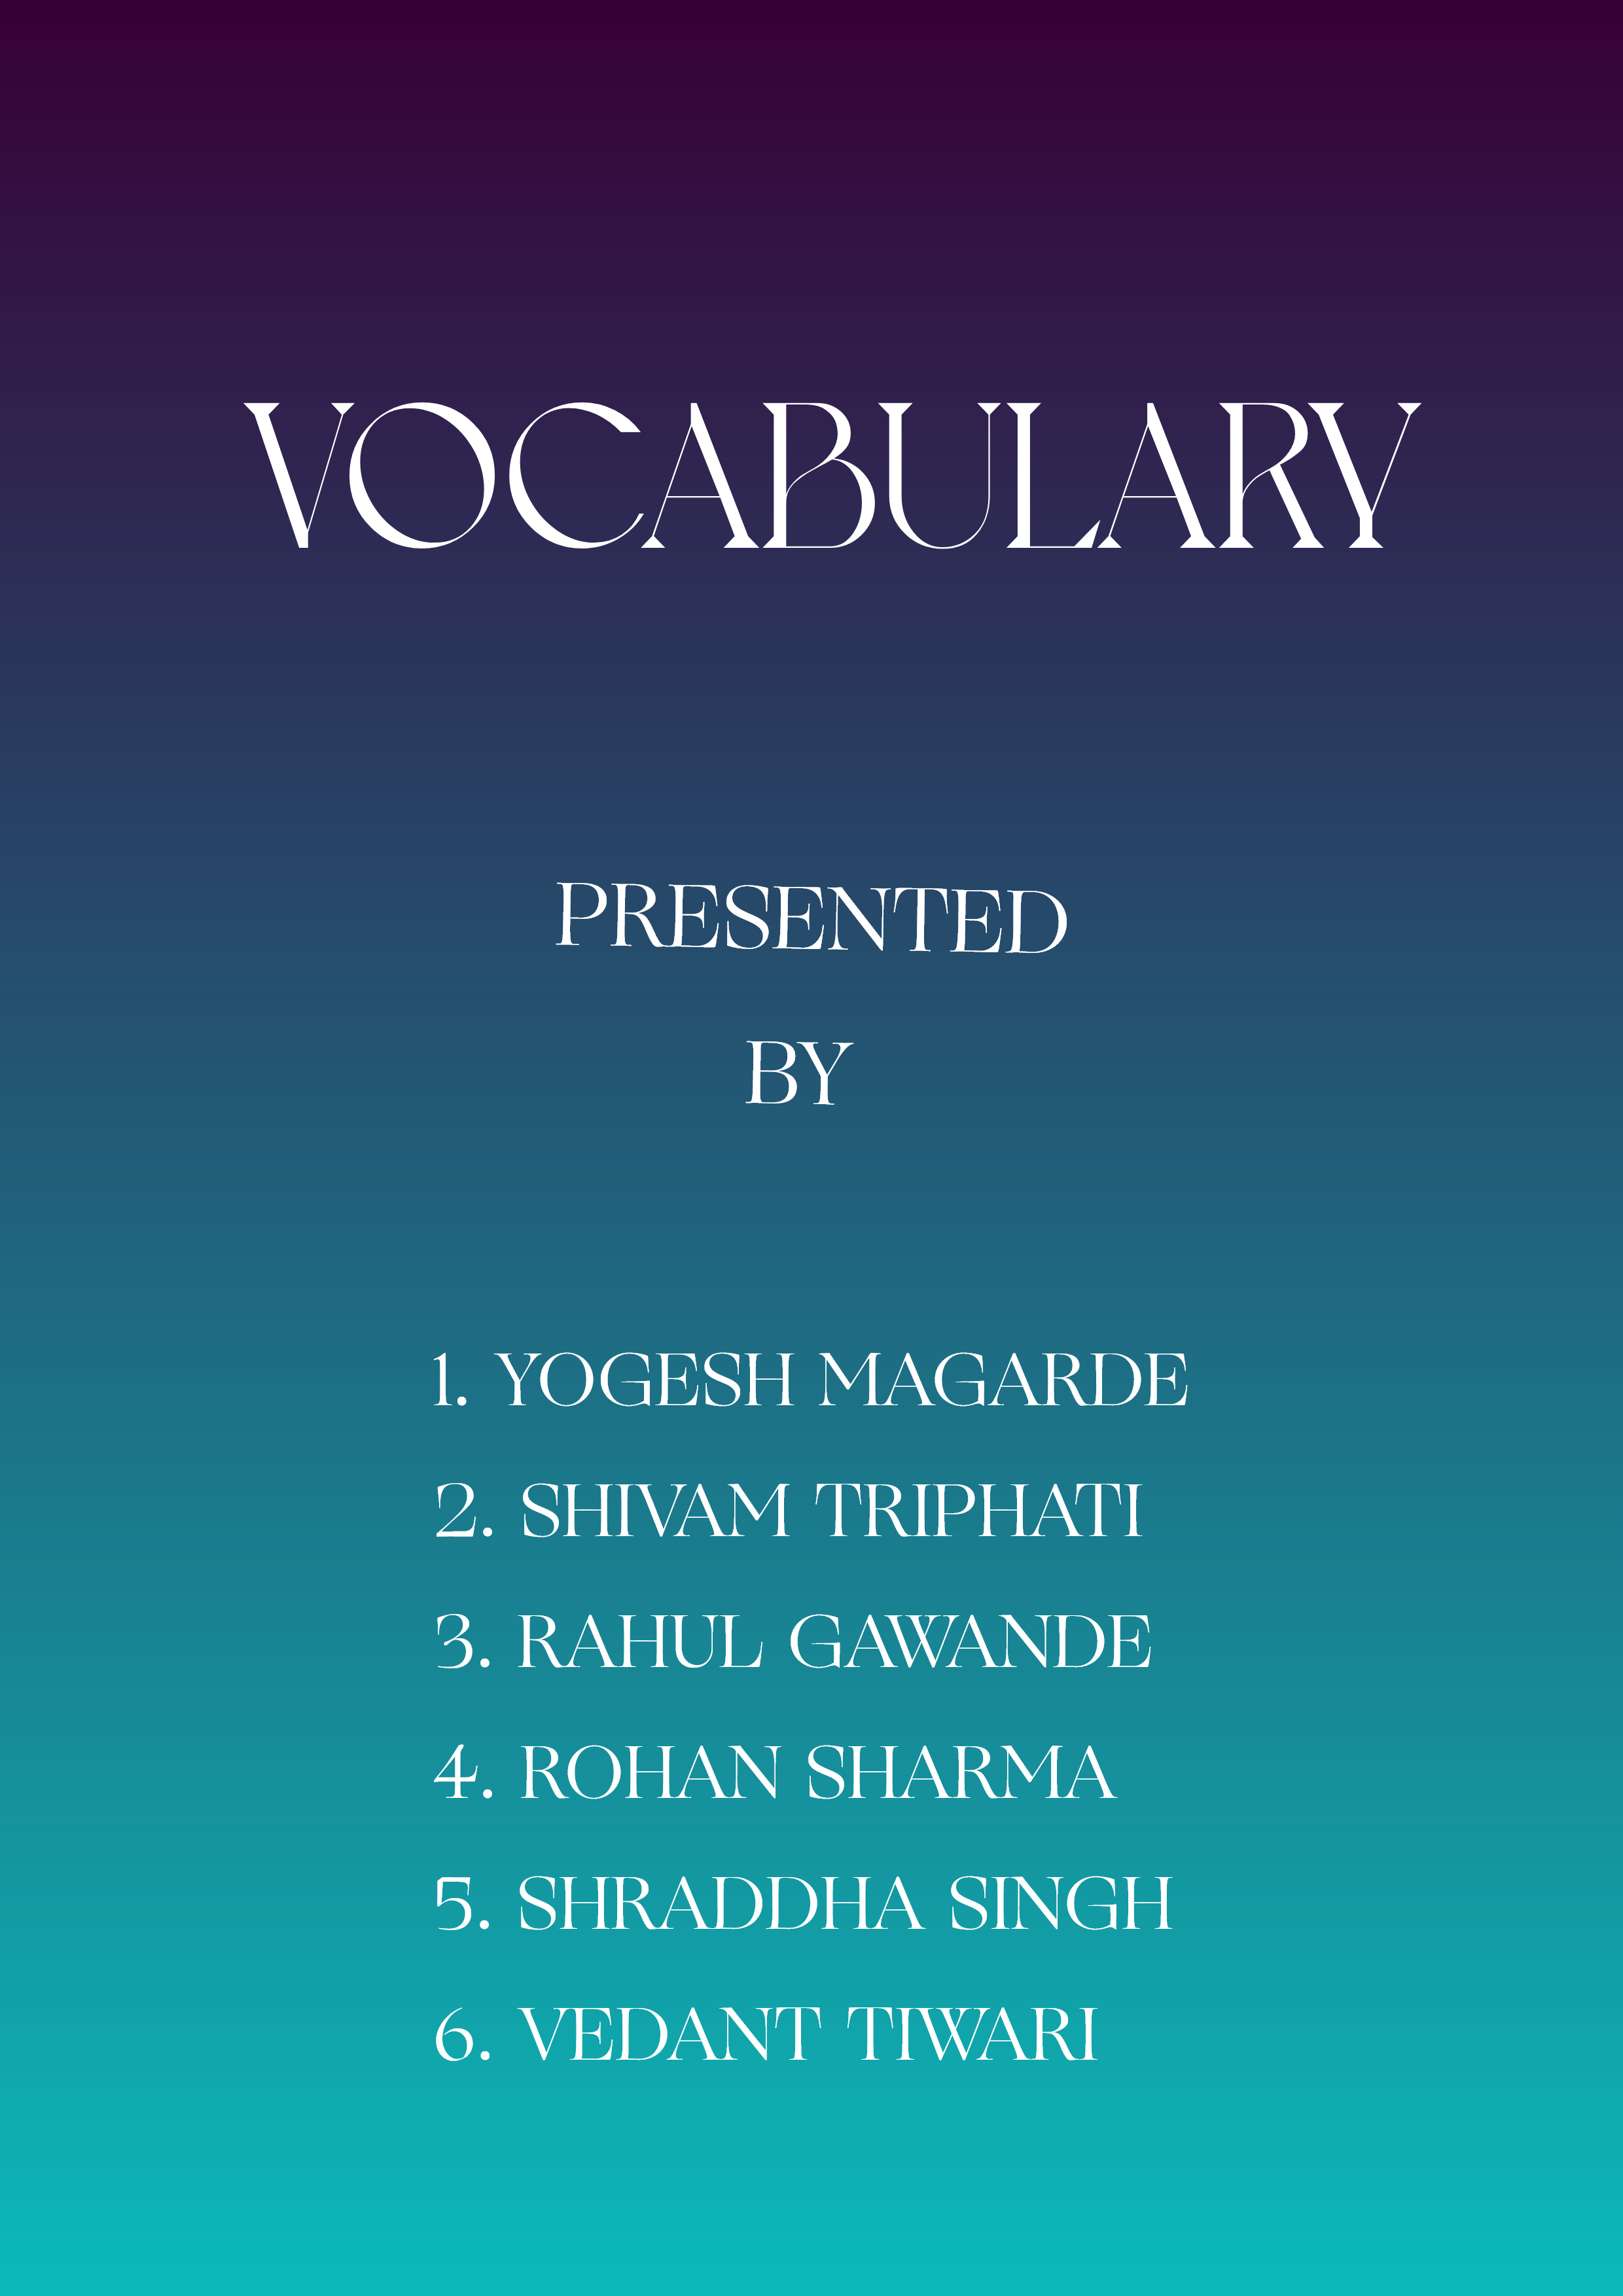 VOCABULARY
PRESENTED
BY
1. YOGESH MAGARDE
2. SHIVAM TRIPHATI
3. RAHUL GAWANDE
4. ROHAN SHARMA
5. SHRADDHA SINGH
6. VEDANT TIWARI